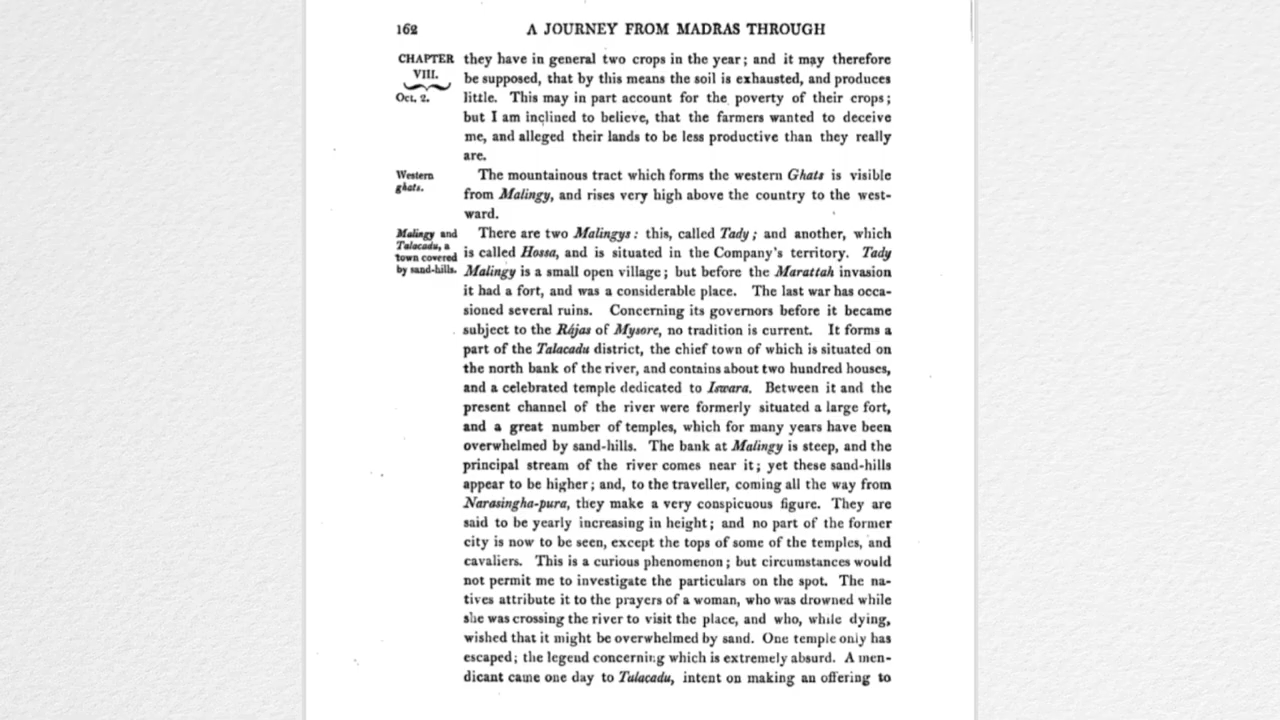 162 A JOURNEY FROM MADRAS THROUGH
CHAPTER
VIII.
Oct. 2.
they have in general two crops in the year; and it may therefore
be supposed, that by this means the soil is exhausted, and produces
little. This may in part account for the poverty of their crops;
but I am inclined to believe, that the farmers wanted to deceive
me, and alleged their lands to be less productive than they really
are.
Western
ghats.
The mountainous tract which forms the western Ghats is visible
from Malingy, and rises very high above the country to the west-
ward.
Malingy and
Talacadu, a
town covered
by sand-hills.
There are two Malingys: this, called Tady; and another, which
is called Hossa, and is situated in the Company's territory. Tady
Malingy is a small open village; but before the Marattah invasion
it had a fort, and was a considerable place. The last war has occa-
sioned several ruins. Concerning its governors before it became
subject to the Rájas of Mysore, no tradition is current. It forms a
part of the Talacadu district, the chief town of which is situated on
the north bank of the river, and contains about two hundred houses,
and a celebrated temple dedicated to Iswara. Between it and the
present channel of the river were formerly situated a large fort,
and a great number of temples, which for many years have been
overwhelmed by sand-hills. The bank at Malingy is steep, and the
principal stream of the river comes near it; yet these sand-hills
appear to be higher; and, to the traveller, coming all the way from
Narasingha-pura, they make a very conspicuous figure. They are
said to be yearly increasing in height; and no part of the former
city is now to be seen, except the tops of some of the temples, and
cavaliers. This is a curious phenomenon; but circumstances would
not permit me to investigate the particulars on the spot. The na-
tives attribute it to the prayers of a woman, who was drowned while
she was crossing the river to visit the place, and who, while dying,
wished that it might be overwhelmed by sand. One temple only has
escaped; the legend concerning which is extremely absurd. A men-
dicant came one day to Talacadu, intent on making an offering to